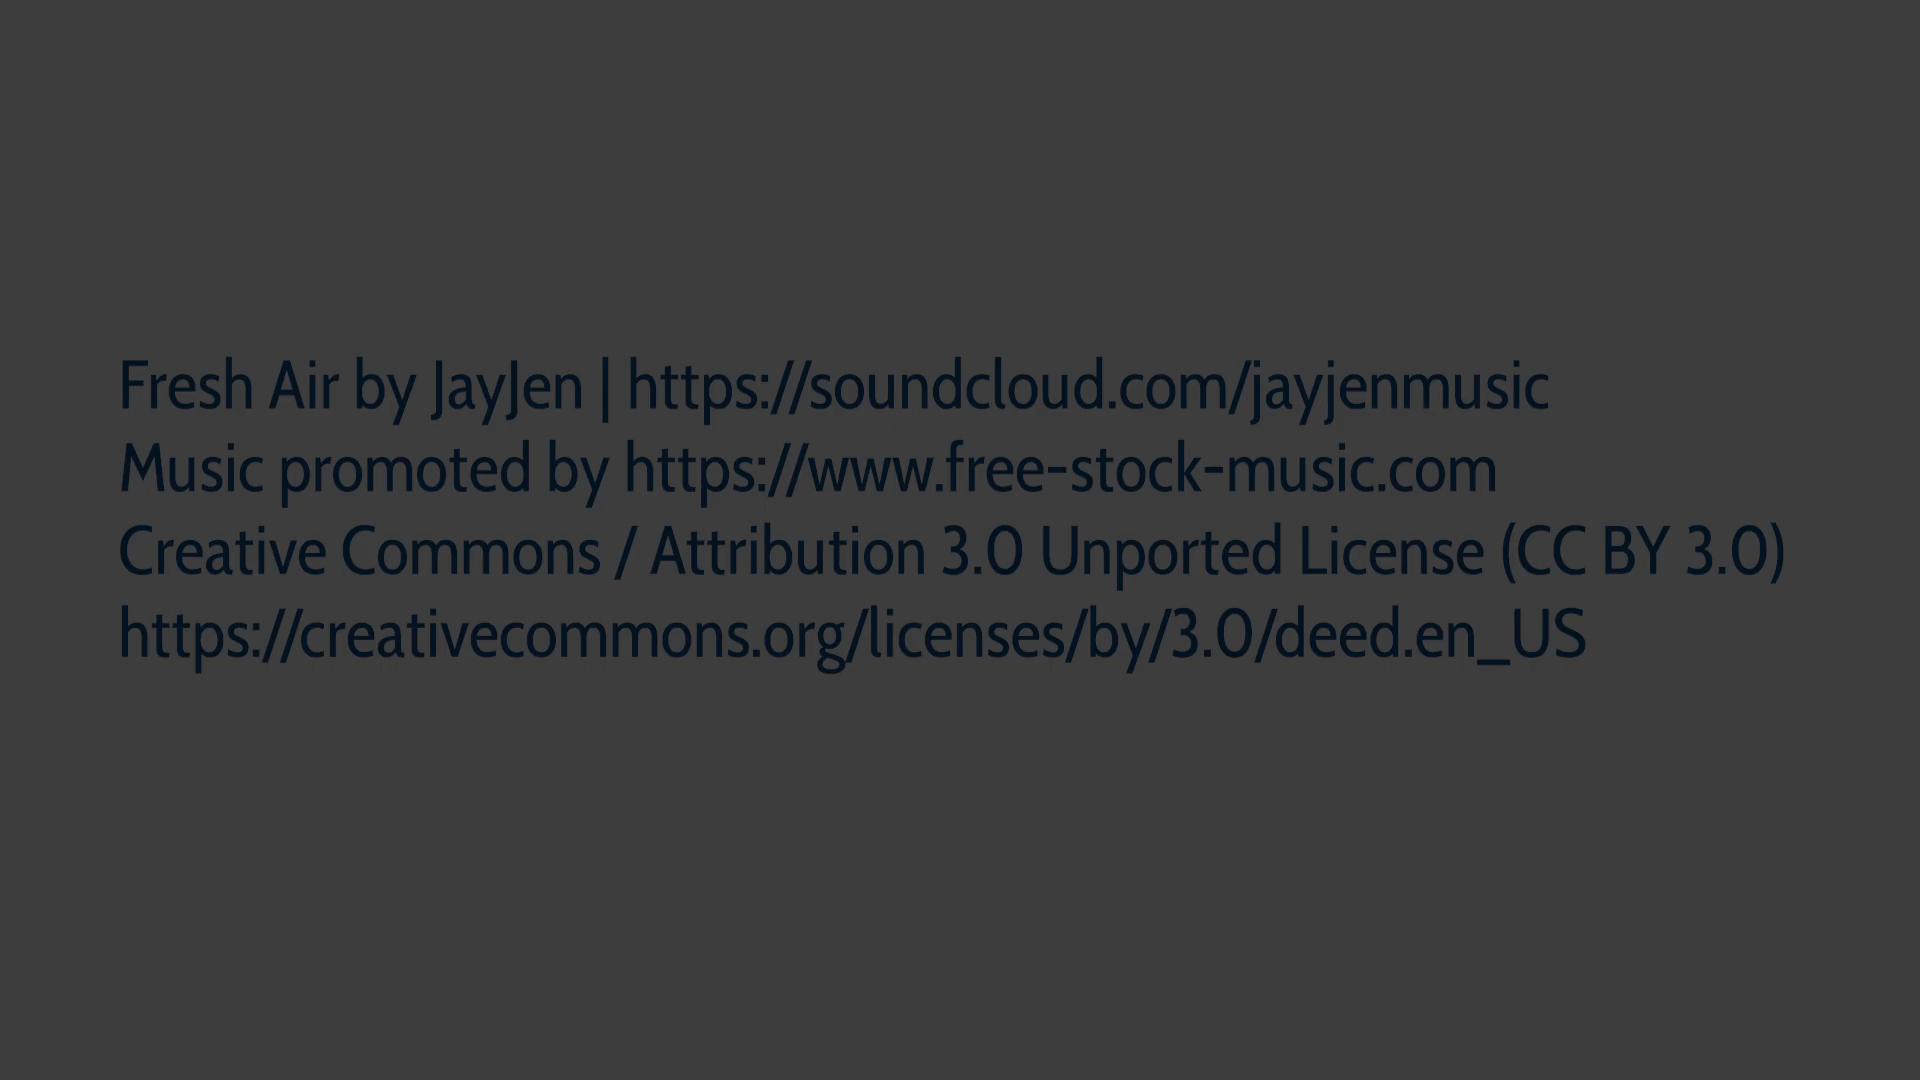 Fresh Air by JayJen | https://soundcloud.com/jayjenmusic
Music promoted by https://www.free-stock-music.com
Creative Commons / Attribution 3.0 Unported License (CC BY 3.0)
https://creativecommons.org/licenses/by/3.0/deed.en_US